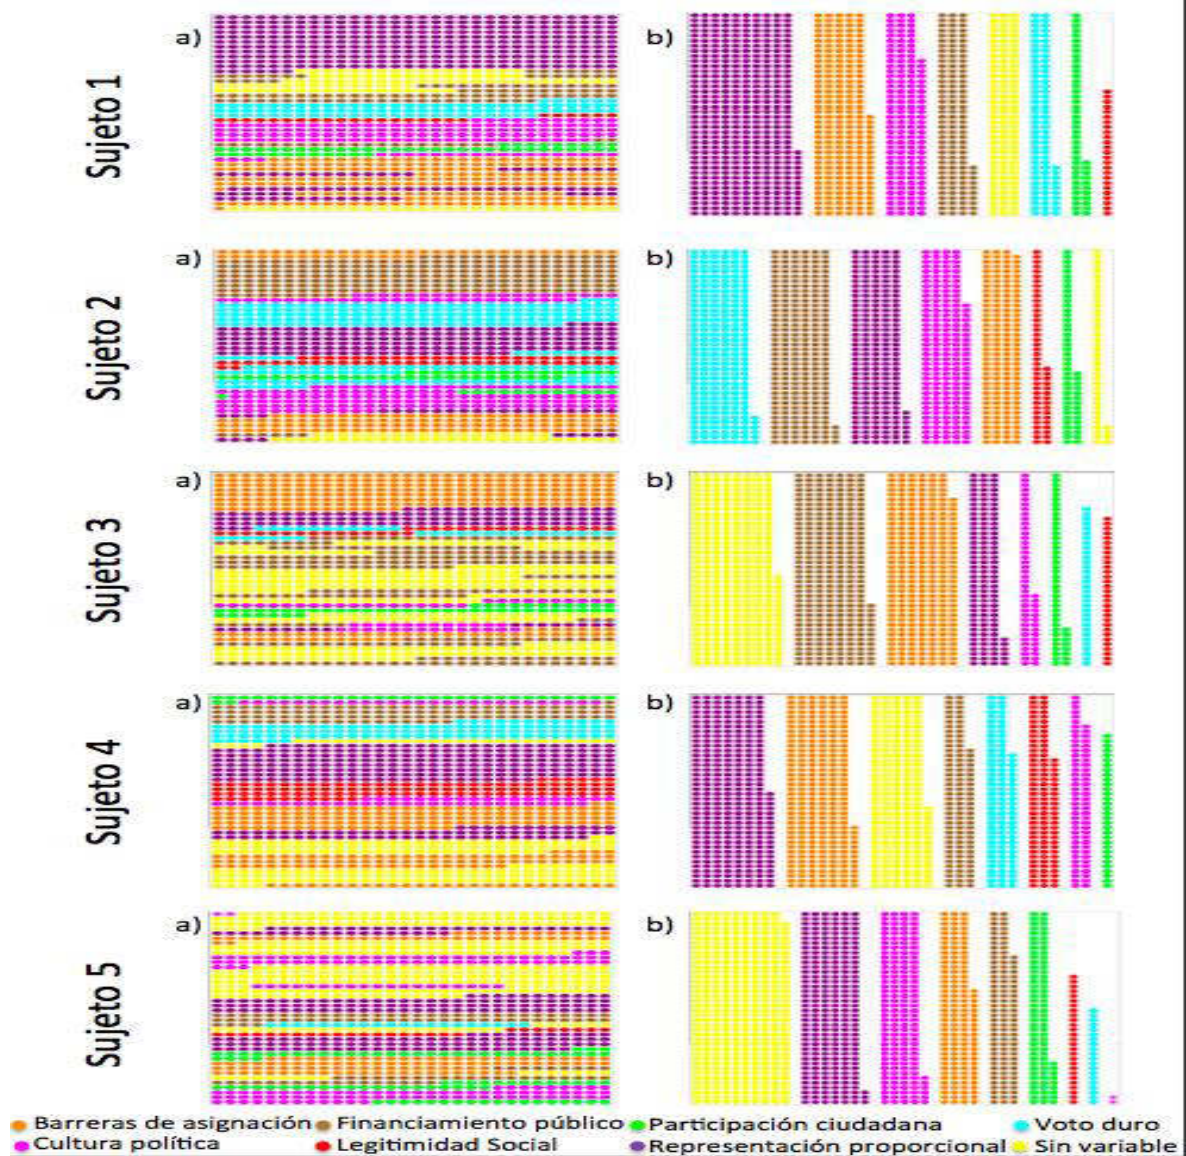 a)
b)
Sujeto 1
a)
b)
Sujeto 2
a)
b)
Sujeto 3
a)
b)
Sujeto 4
a)
b)
Sujeto 5
Barreras de asignación Financiamiento público Participación ciudadana Voto duro
Cultura política Legitimidad Social Representación proporcional Sin variable